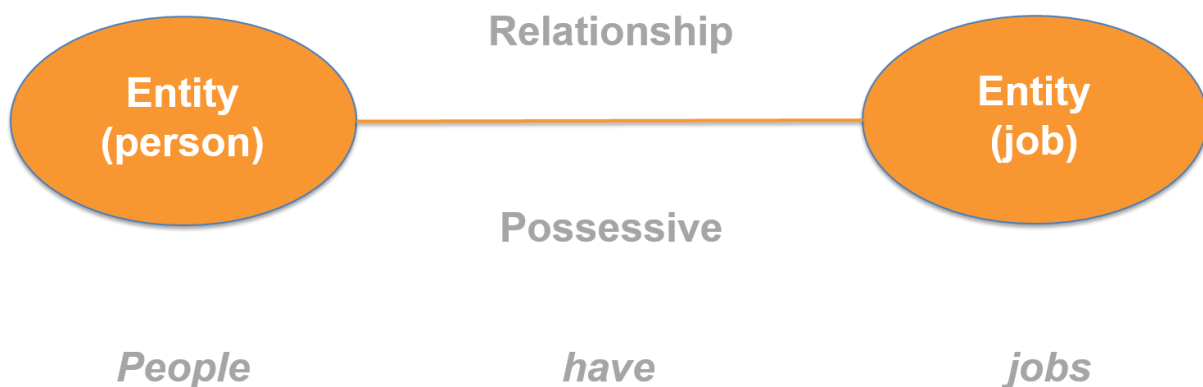 Relationship
Entity
(person)
Entity
(job)
Possessive
People have jobs